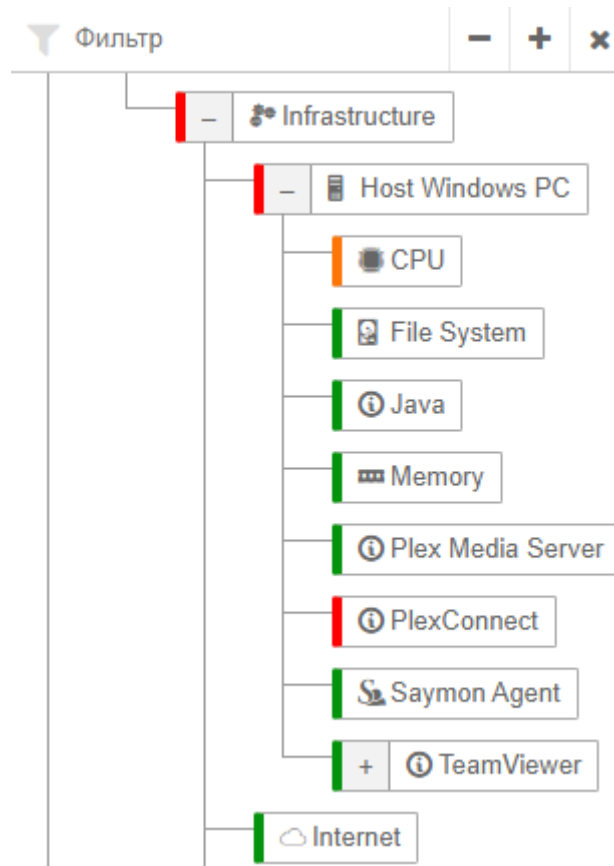 Фильтр
Infrastructure
Host Windows PC
CPU
File System
Java
Memory
Plex Media Server
PlexConnect
Saymon Agent
TeamViewer
Internet